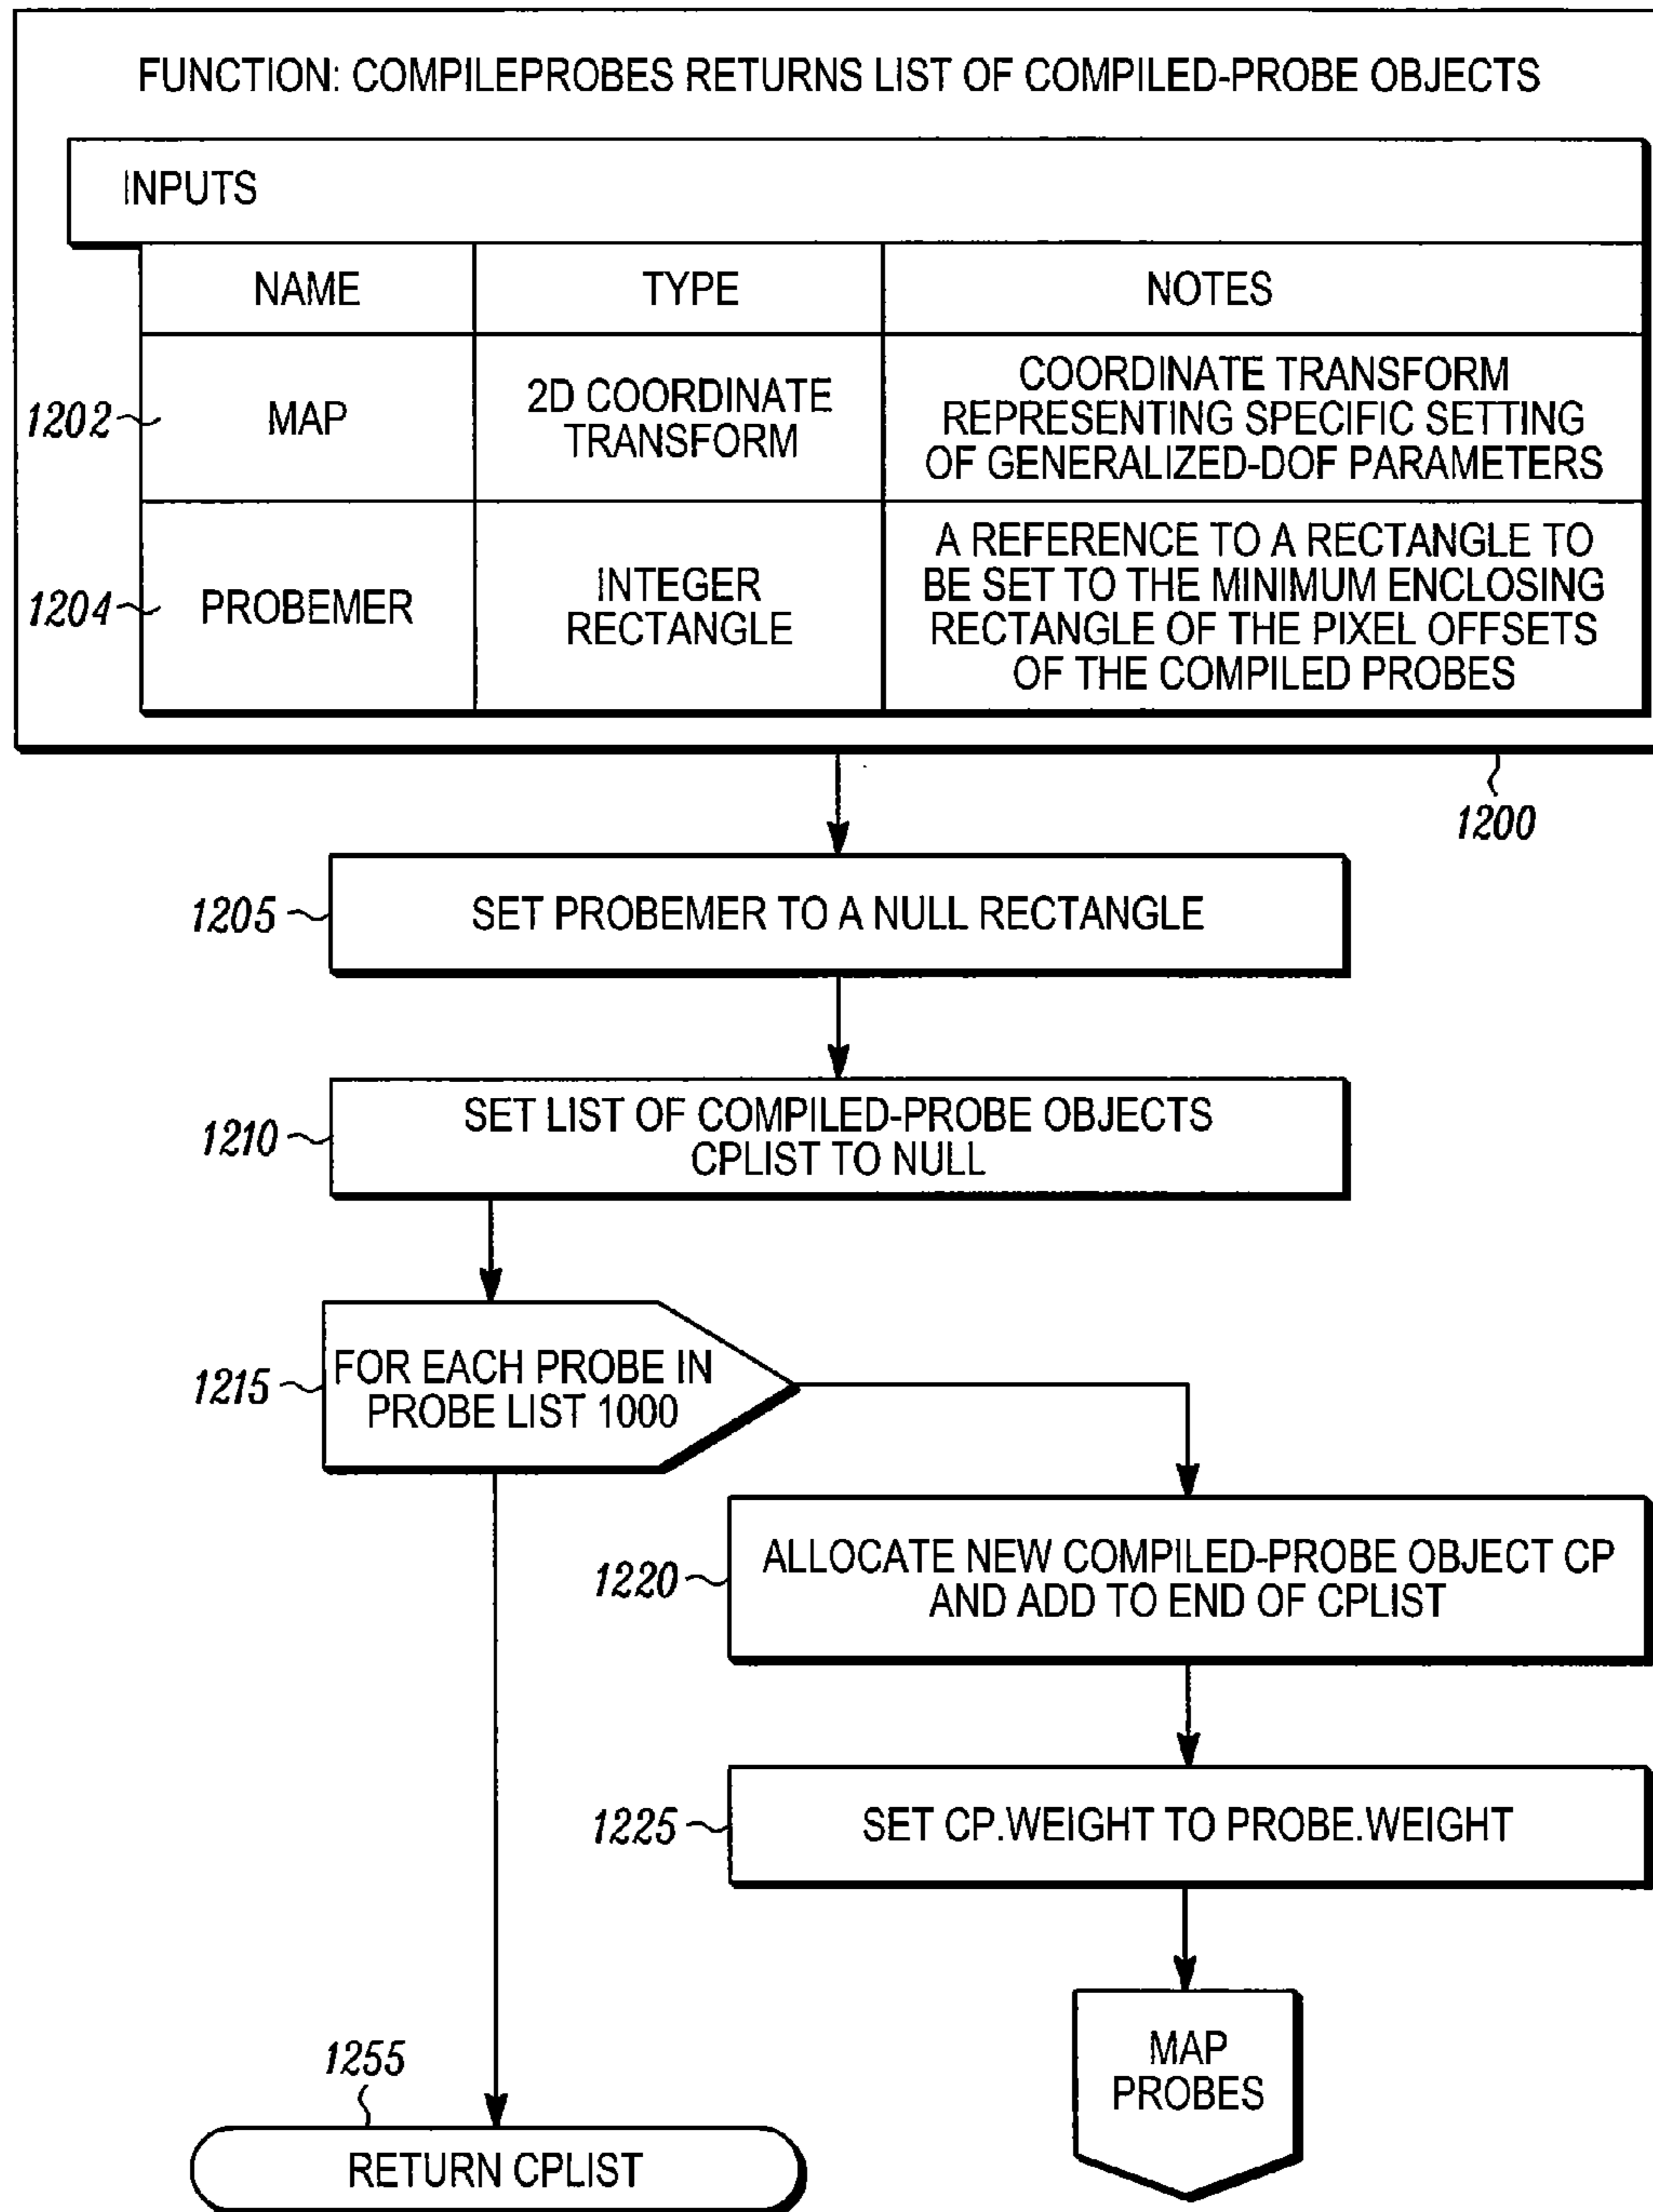 FUNCTION: COMPILEPROBES RETURNS LIST OF COMPILED-PROBE OBJECTS
INPUTS
NAME
TYPE
NOTES
1202
MAP
2D COORDINATE
TRANSFORM
COORDINATE TRANSFORM
REPRESENTING SPECIFIC SETTING
OF GENERALIZED-DOF PARAMETERS
1204
PROBEMER
INTEGER
RECTANGLE
A REFERENCE TO A RECTANGLE TO
BE SET TO THE MINIMUM ENCLOSING
RECTANGLE OF THE PIXEL OFFSETS
OF THE COMPILED PROBES
1200
1205
SET PROBEMER TO A NULL RECTANGLE
1210
SET LIST OF COMPILED-PROBE OBJECTS
CPLIST TO NULL
1215
FOR EACH PROBE IN
PROBE LIST 1000
1220
ALLOCATE NEW COMPILED-PROBE OBJECT CP
AND ADD TO END OF CPLIST
1225
SET CP.WEIGHT TO PROBE.WEIGHT
MAP
PROBES
1255
RETURN CPLIST